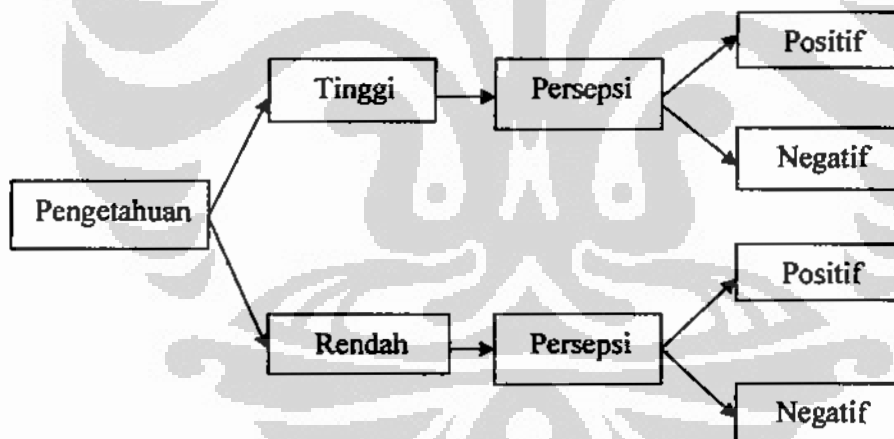 Positif
Tinggi
Persepsi
Negatif
Pengetahuan
Positif
Rendah
Persepsi
Negatif